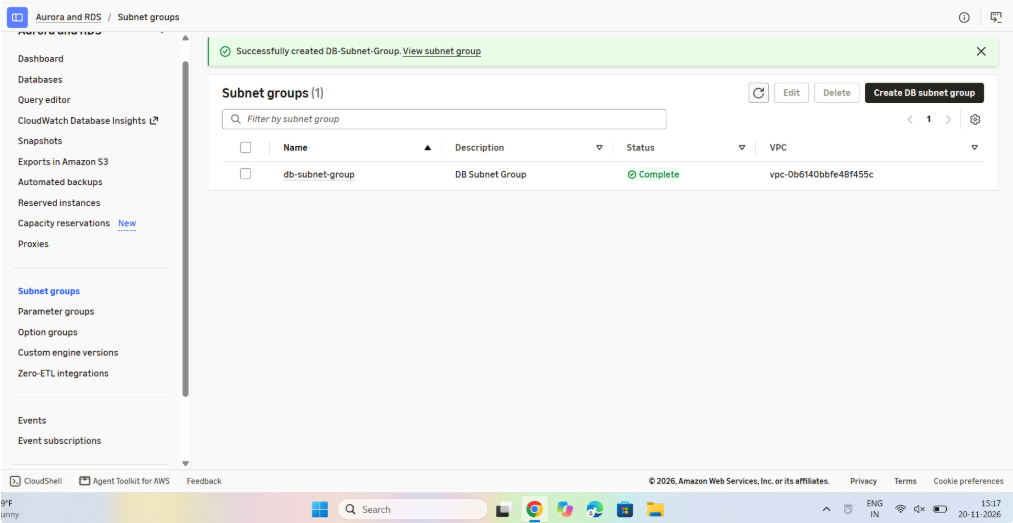 Aurora and RDS / Subnet groups
Aurora and RDS
Dashboard
Databases
Query editor
CloudWatch Database Insights
Snapshots
Exports in Amazon S3
Automated backups
Reserved instances
Capacity reservations New
Proxies
Subnet groups
Parameter groups
Option groups
Custom engine versions
Zero-ETL integrations
Events
Event subscriptions
Successfully created DB-Subnet-Group. View subnet group
Subnet groups (1)
Edit Delete Create DB subnet group
Filter by subnet group
1
Name Description Status VPC
db-subnet-group DB Subnet Group Complete vpc-0b6140bbfe48f455c
CloudShell Agent Toolkit for AWS Feedback
© 2026, Amazon Web Services, Inc. or its affiliates. Privacy Terms Cookie preferences
9°F
unny
Search
ENG
IN
15:17
20-11-2026